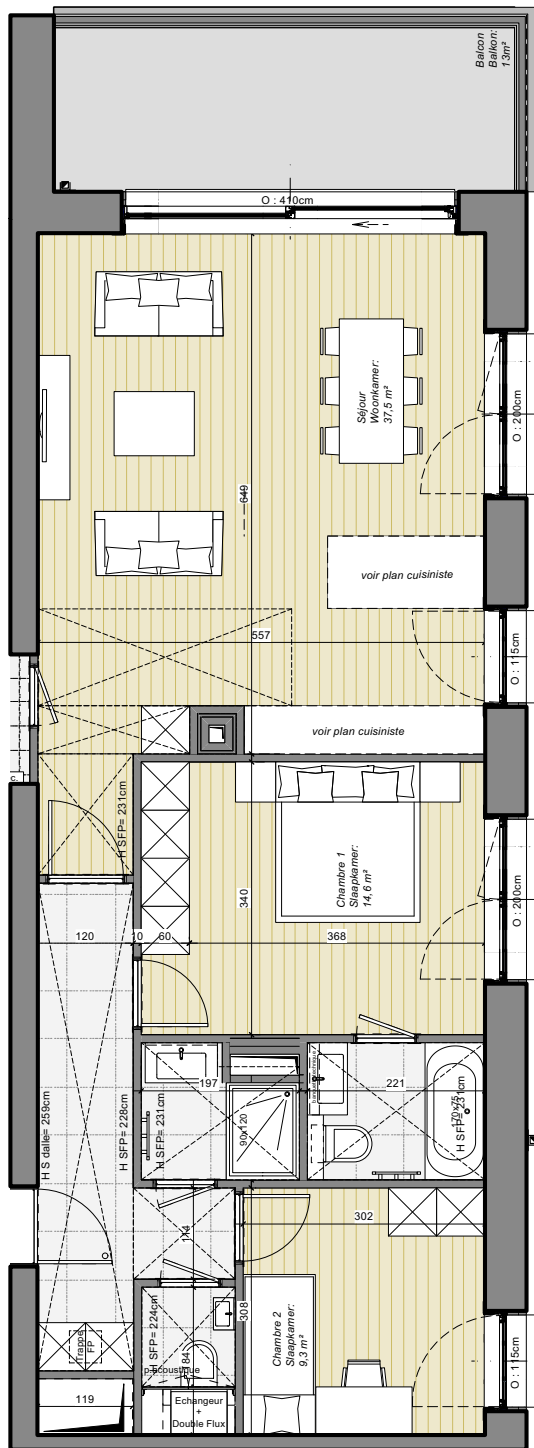 Balcon
Balkon:
13m²
O : 410cm
Séjour
Woonkamer:
37,5 m²
O : 200cm
649
voir plan cuisiniste
557
O : 115cm
voir plan cuisiniste
H SFP= 231cm
Chambre 1
Slaapkamer:
14,6 m²
O : 200cm
340
120
10
60
368
H S dalle= 259cm
H SFP= 228cm
197
H SFP= 231cm
90x120
221
170x75
H SFP= 231cm
302
114
308
Trappe
FP
H SFP= 224cm
184
p acoustique
Chambre 2
Slaapkamer:
9,3 m²
O : 115cm
119
Echangeur
+
Double Flux